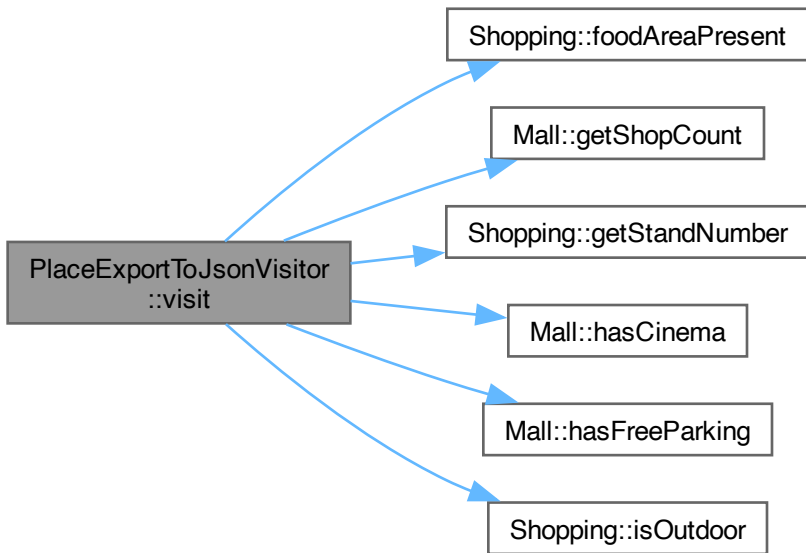 Shopping::foodAreaPresent
Mall::getShopCount
Shopping::getStandNumber
PlaceExportToJsonVisitor
::visit
Mall::hasCinema
Mall::hasFreeParking
Shopping::isOutdoor